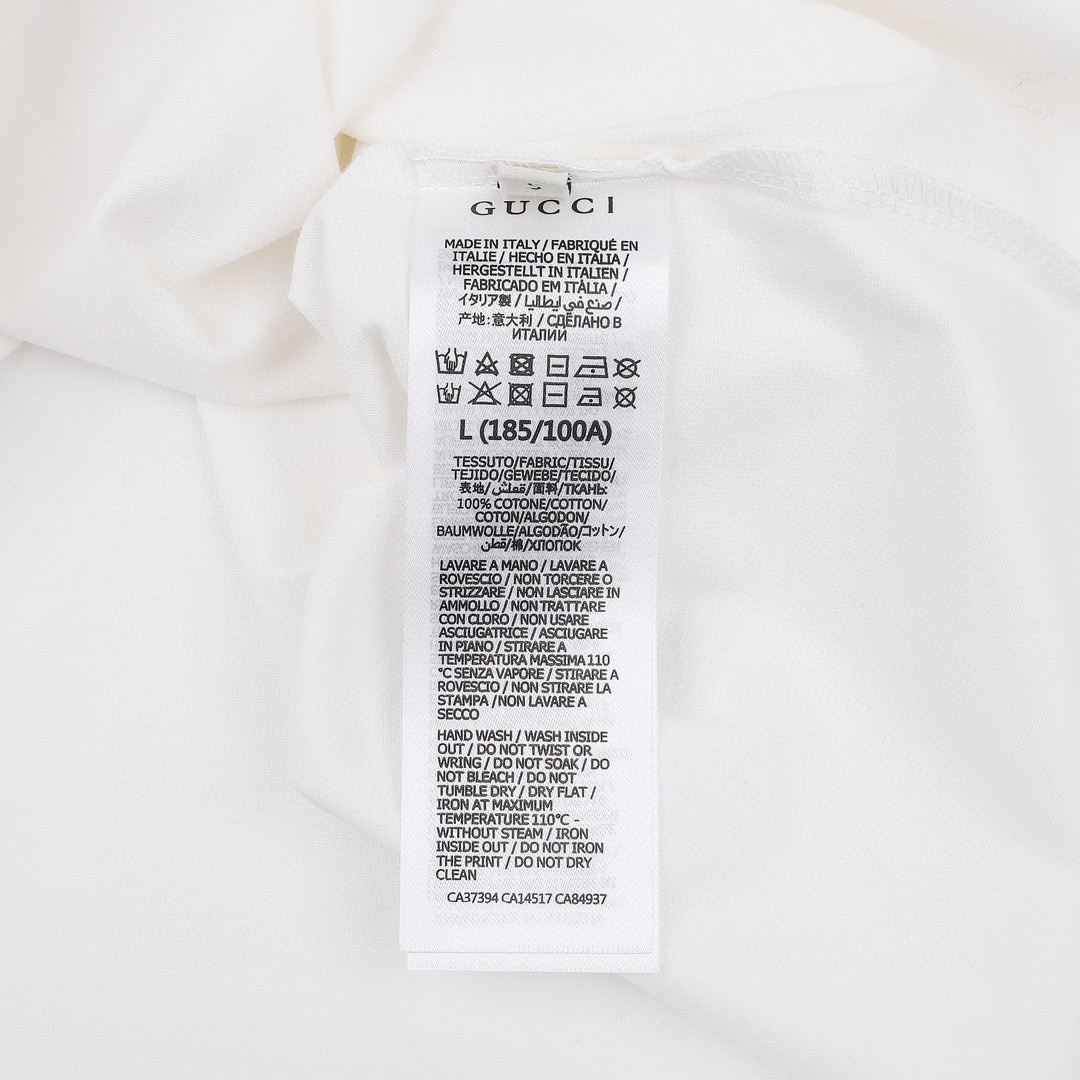 S
GUCCI
MADE IN ITALY / FABRIQUÉ EN
ITALIE / HECHO EN ITALIA /
HERGESTELLT IN ITALIEN /
FABRICADO EM ITÁLIA /
イタリア製 / صنع في ايطاليا /
产地:意大利 / СДЕЛАНО В
ИТАЛИИ
L (185/100A)
TESSUTO/FABRIC/TISSU/
TEJIDO/GEWEBE/TECIDO/
表地/قماش/面料/ТКАНЬ:
100% COTONE/COTTON/
COTON/ALGODON/
BAUMWOLLE/ALGODÃO/コットン/
قطن/棉/ХЛОПОК
LAVARE A MANO / LAVARE A
ROVESCIO / NON TORCERE O
STRIZZARE / NON LASCIARE IN
AMMOLLO / NON TRATTARE
CON CLORO / NON USARE
ASCIUGATRICE / ASCIUGARE
IN PIANO / STIRARE A
TEMPERATURA MASSIMA 110
°C SENZA VAPORE / STIRARE A
ROVESCIO / NON STIRARE LA
STAMPA /NON LAVARE A
SECCO
HAND WASH / WASH INSIDE
OUT / DO NOT TWIST OR
WRING / DO NOT SOAK / DO
NOT BLEACH / DO NOT
TUMBLE DRY / DRY FLAT /
IRON AT MAXIMUM
TEMPERATURE 110°C -
WITHOUT STEAM / IRON
INSIDE OUT / DO NOT IRON
THE PRINT / DO NOT DRY
CLEAN
CA37394 CA14517 CA84937